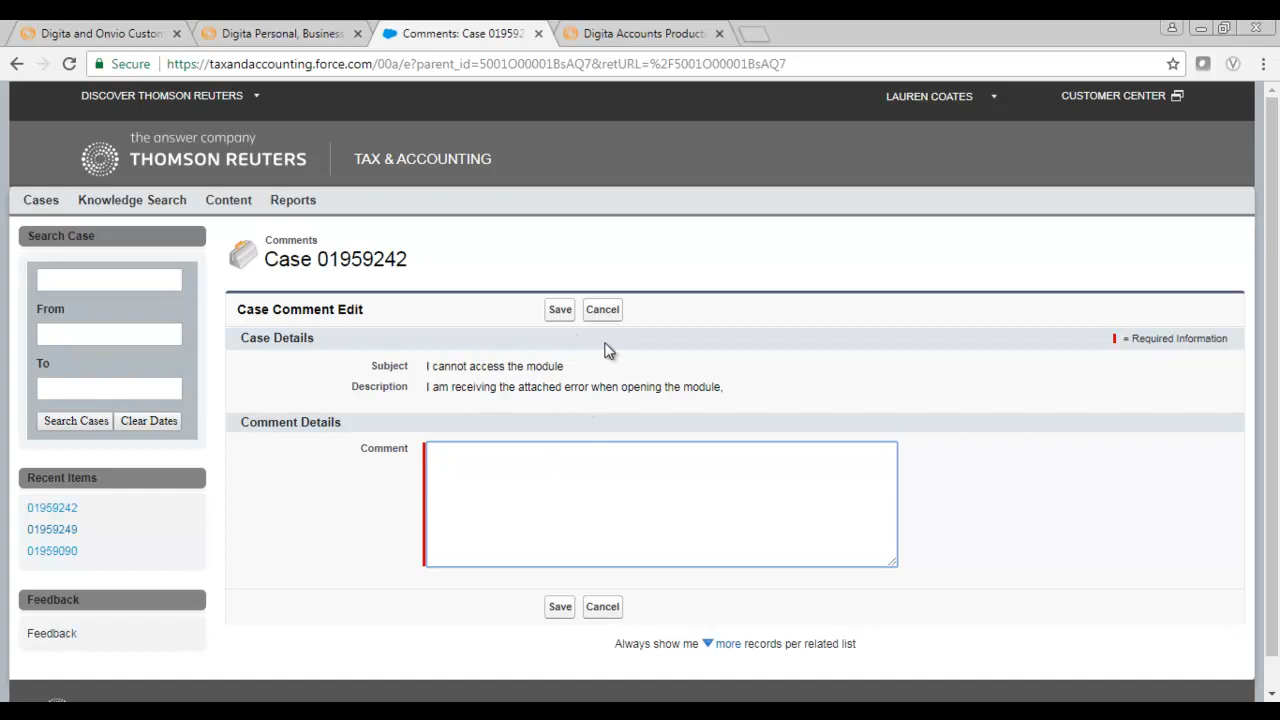 Digita and Onvio Custom
Digita Personal, Business
Comments: Case 0195924
Digita Accounts Product
Secure
https://taxandaccounting.force.com/00a/e?parent_id=5001O00001BsAQ7&retURL=%2F5001O00001BsAQ7
DISCOVER THOMSON REUTERS
LAUREN COATES
CUSTOMER CENTER
the answer company
THOMSON REUTERS
TAX & ACCOUNTING
Cases
Knowledge Search
Content
Reports
Search Case
From
To
Search Cases
Clear Dates
Recent Items
01959242
01959249
01959090
Feedback
Feedback
Comments
Case 01959242
Case Comment Edit
Save
Cancel
Case Details
= Required Information
Subject
I cannot access the module
Description
I am receiving the attached error when opening the module,
Comment Details
Comment
Save
Cancel
Always show me more records per related list